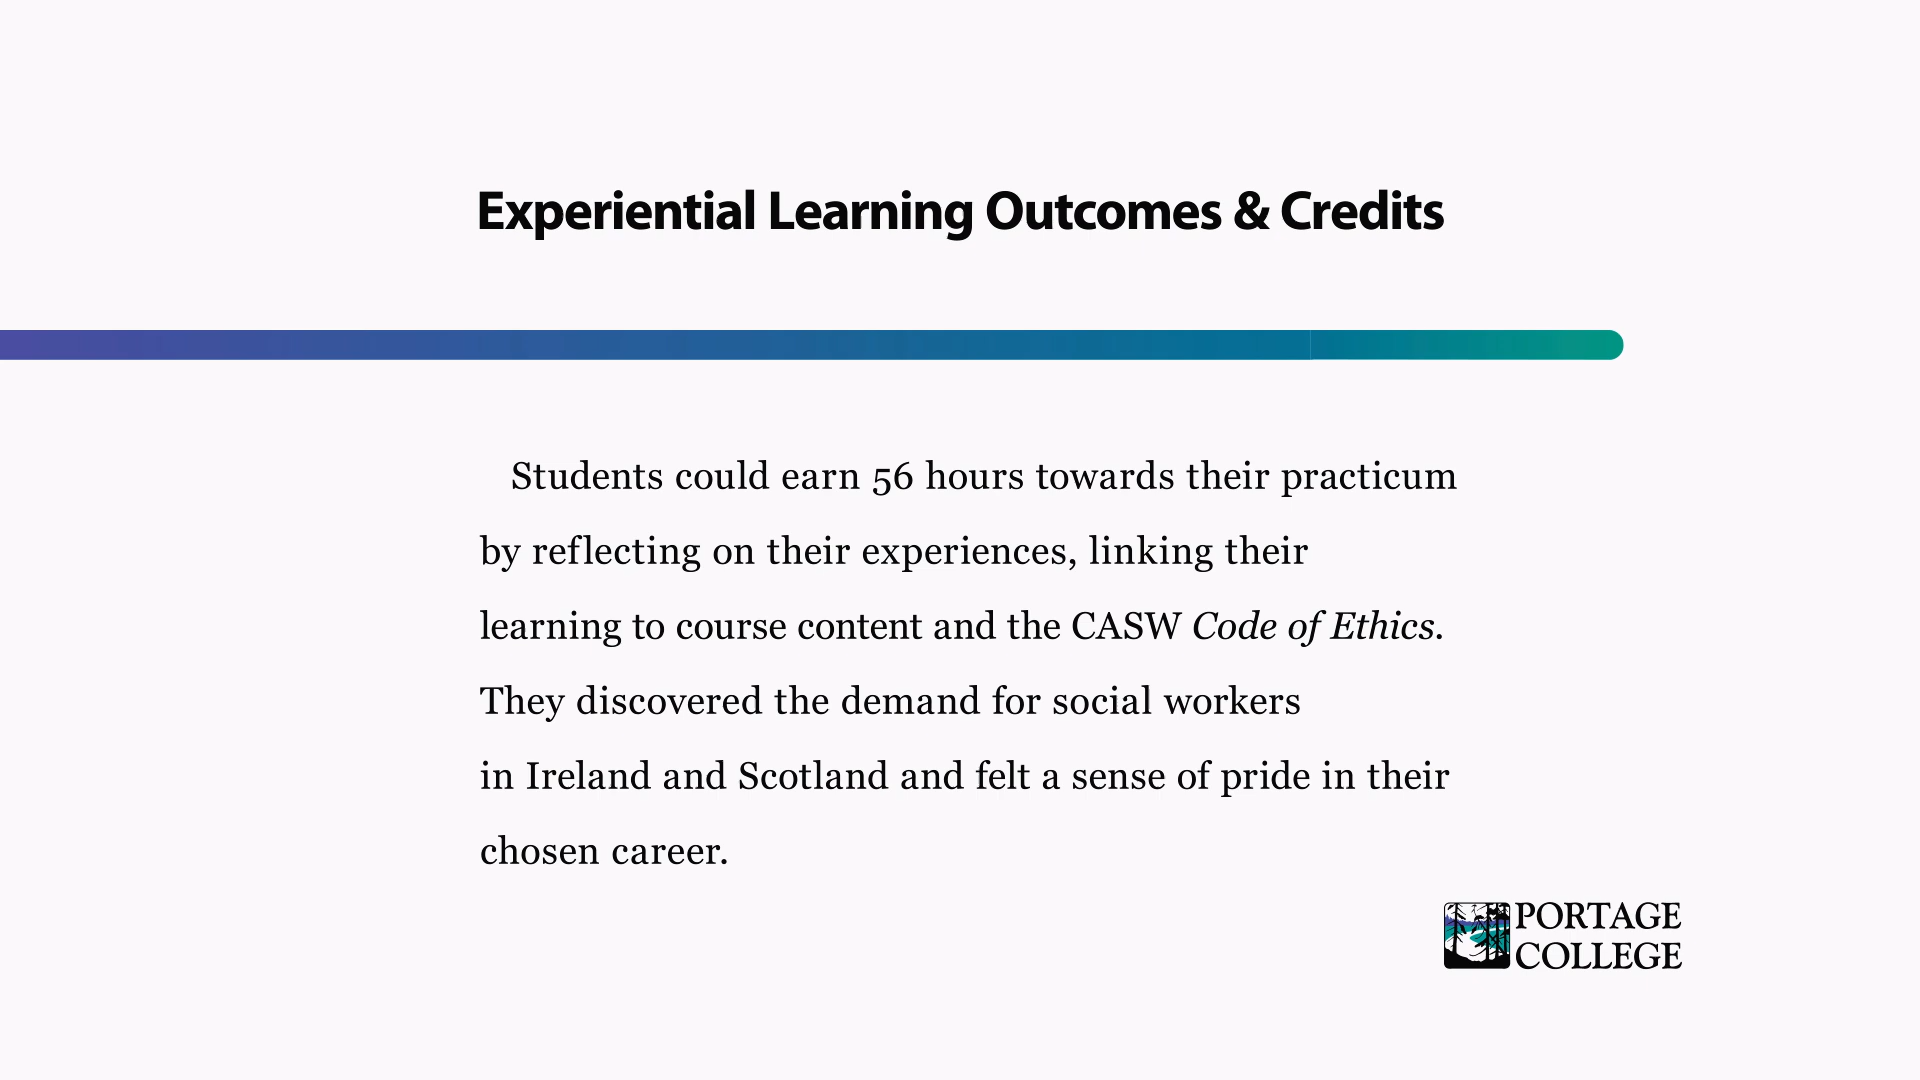 Experiential Learning Outcomes & Credits
Students could earn 56 hours towards their practicum
by reflecting on their experiences, linking their
learning to course content and the CASW Code of Ethics.
They discovered the demand for social workers
in Ireland and Scotland and felt a sense of pride in their
chosen career.
PORTAGE
COLLEGE